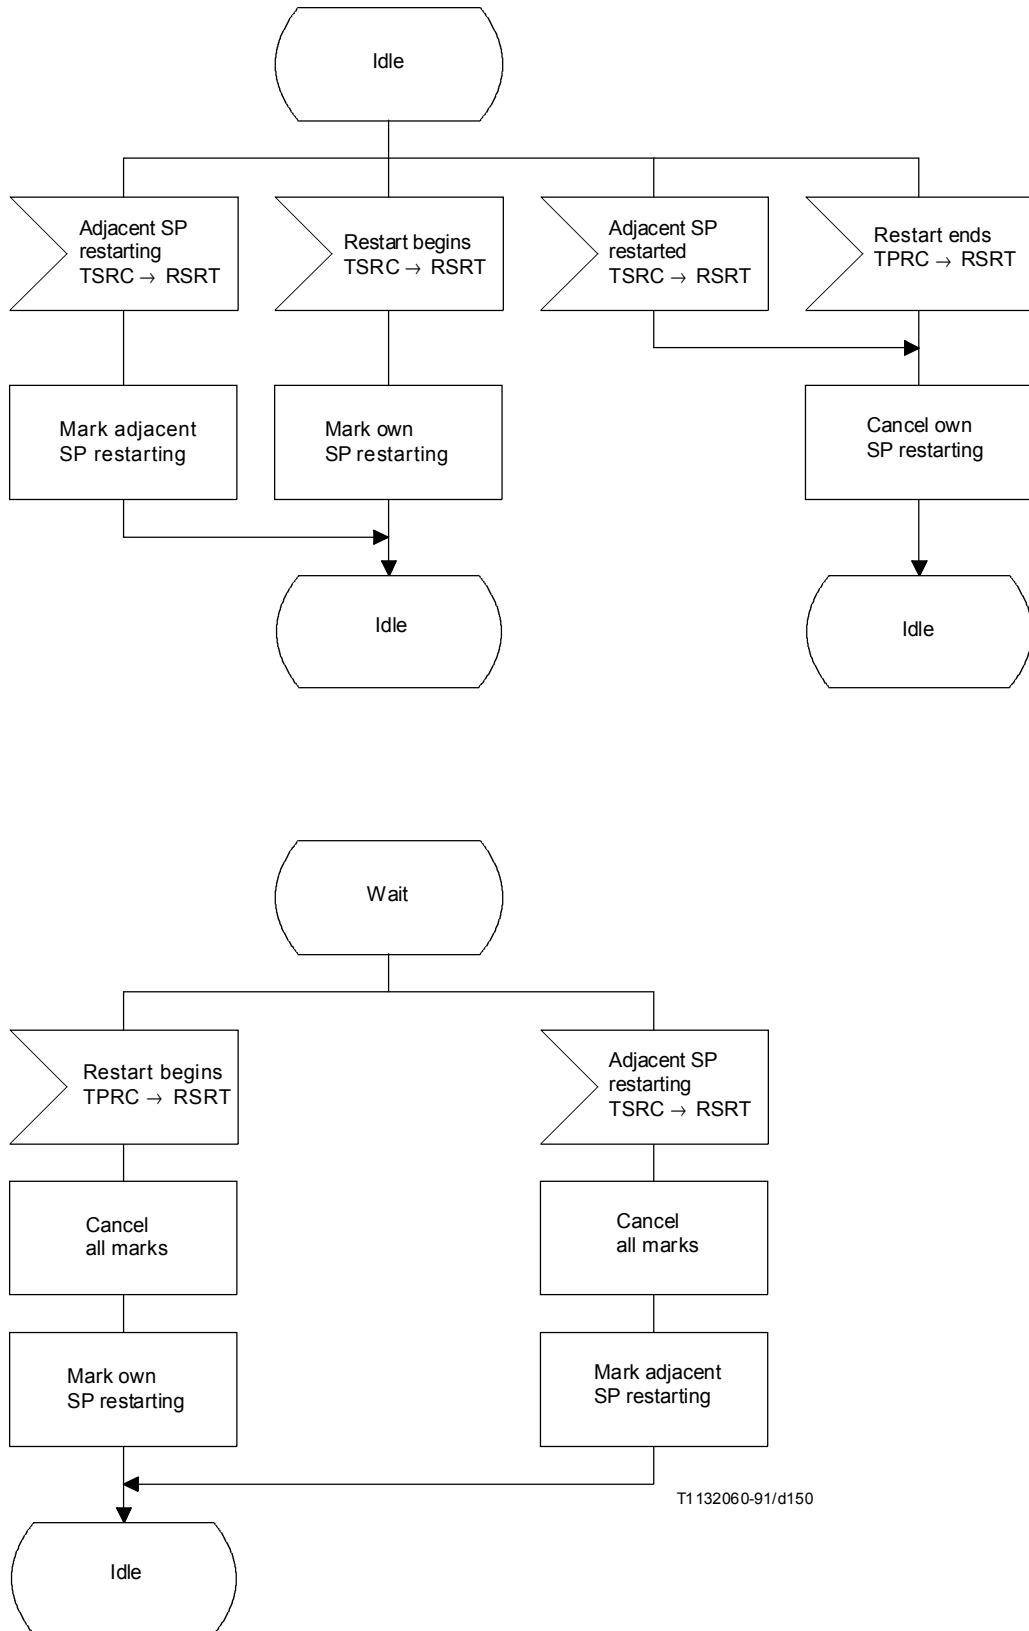 Idle
Adjacent SP
restarting
TSRC → RSRT
Restart begins
TSRC → RSRT
Adjacent SP
restarted
TSRC → RSRT
Restart ends
TPRC → RSRT
Mark adjacent
SP restarting
Mark own
SP restarting
Cancel own
SP restarting
Idle
Idle
Wait
Restart begins
TPRC → RSRT
Adjacent SP
restarting
TSRC → RSRT
Cancel
all marks
Cancel
all marks
Mark own
SP restarting
Mark adjacent
SP restarting
T1132060-91/d150
Idle